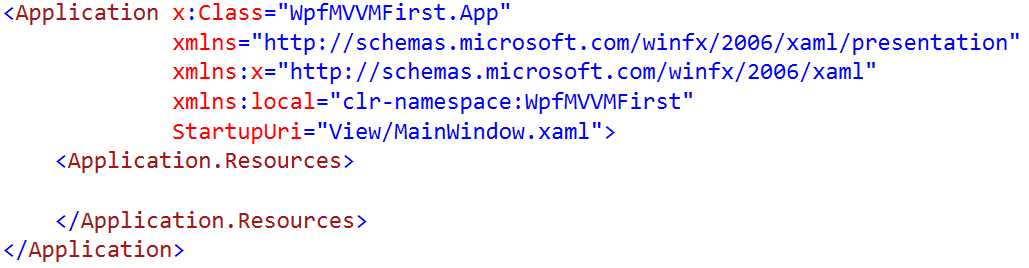 <Application x:Class="WpfMVVMFirst.App"
             xmlns="http://schemas.microsoft.com/winfx/2006/xaml/presentation"
             xmlns:x="http://schemas.microsoft.com/winfx/2006/xaml"
             xmlns:local="clr-namespace:WpfMVVMFirst"
             StartupUri="View/MainWindow.xaml">
    <Application.Resources>
    </Application.Resources>
</Application>